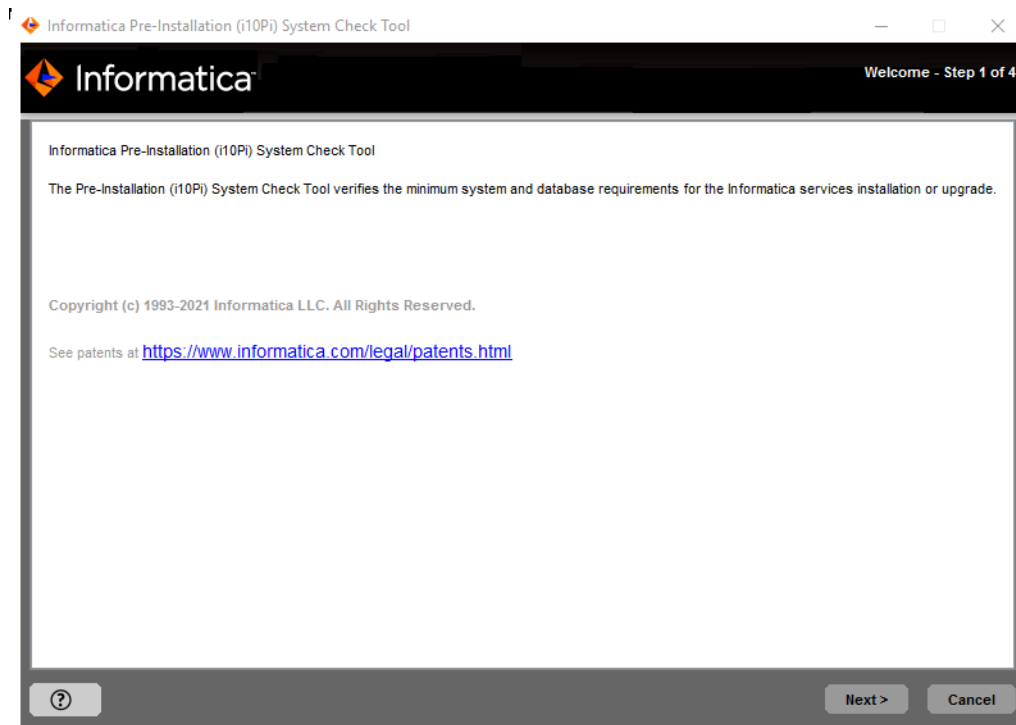 Informatica Pre-Installation (i10Pi) System Check Tool
Informatica
Welcome - Step 1 of 4
Informatica Pre-Installation (i10Pi) System Check Tool
The Pre-Installation (i10Pi) System Check Tool verifies the minimum system and database requirements for the Informatica services installation or upgrade.
Copyright (c) 1993-2021 Informatica LLC. All Rights Reserved.
See patents at https://www.informatica.com/legal/patents.html
?
Next >
Cancel